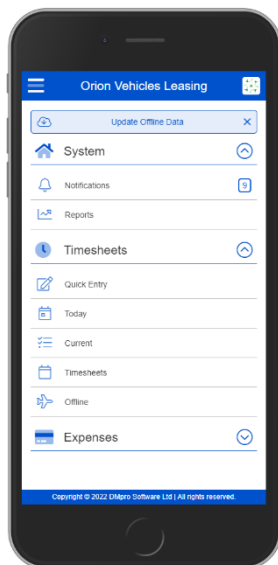 Orion Vehicles Leasing
Update Offline Data
System
Notifications 9
Reports
Timesheets
Quick Entry
Today
Current
Timesheets
Offline
Expenses
Copyright © 2022 DMpro Software Ltd | All rights reserved.